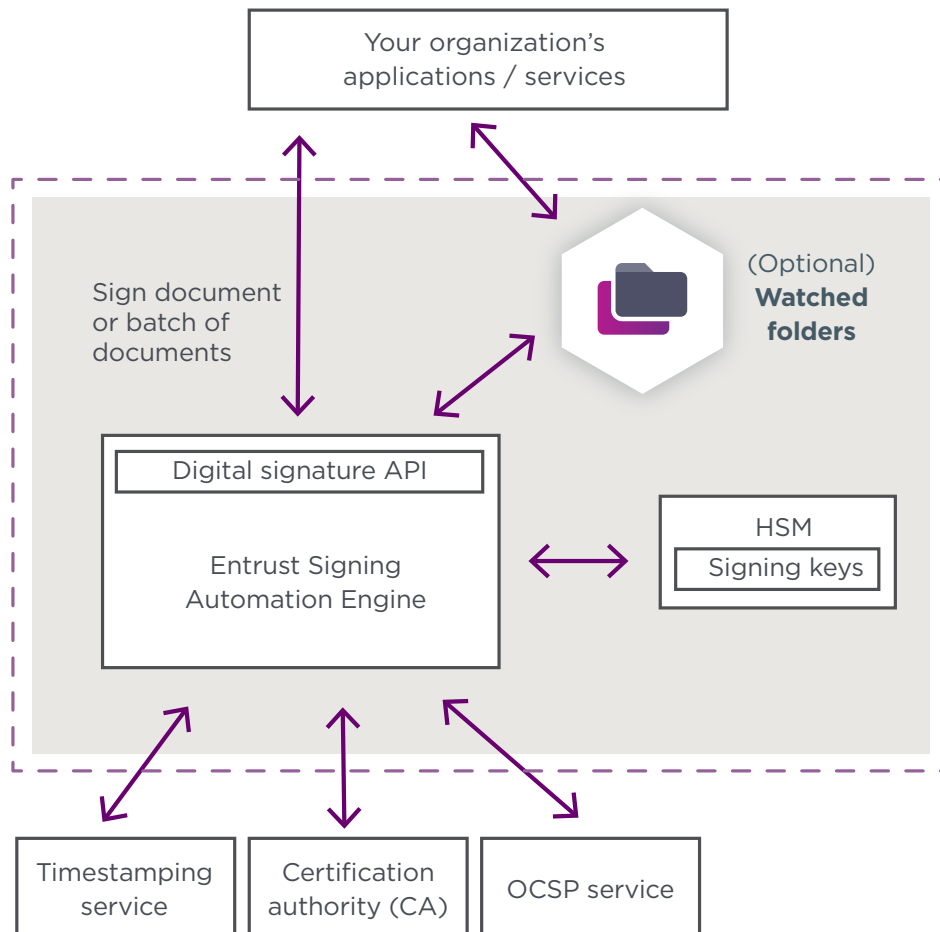 Your organization’s
applications / services
(Optional)
Watched
folders
Sign document
or batch of
documents
Digital signature API
Entrust Signing
Automation Engine
HSM
Signing keys
Timestamping
service
Certification
authority (CA)
OCSP service